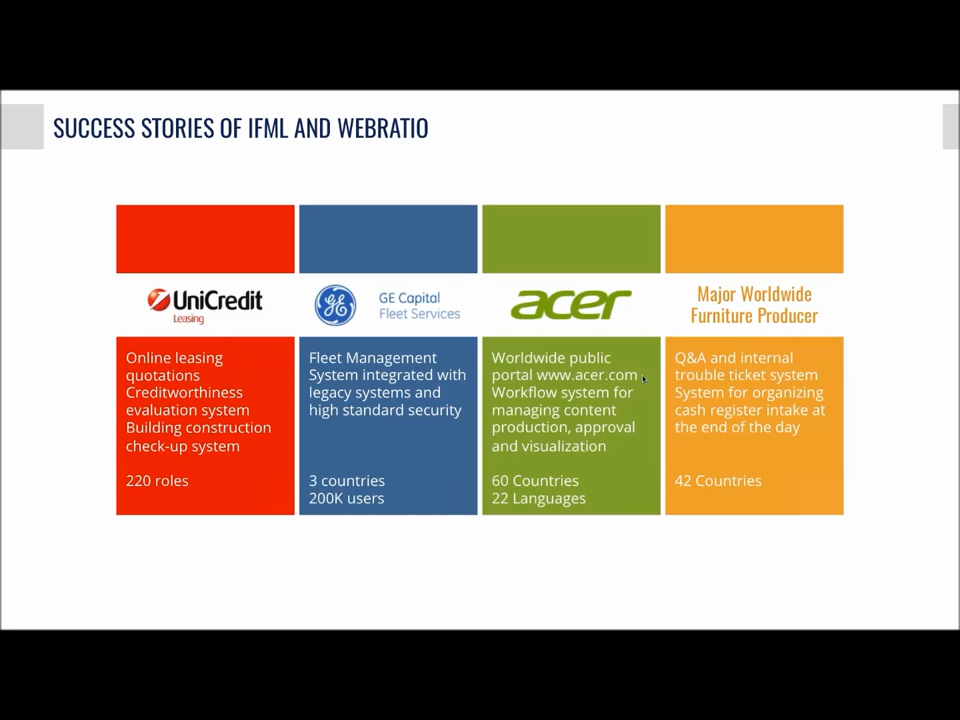 SUCCESS STORIES OF IFML AND WEBRATIO
UniCredit
Leasing
Online leasing
quotations
Creditworthiness
evaluation system
Building construction
check-up system
220 roles
GE
GE Capital
Fleet Services
Fleet Management
System integrated with
legacy systems and
high standard security
3 countries
200K users
acer
Worldwide public
portal www.acer.com
Workflow system for
managing content
production, approval
and visualization
60 Countries
22 Languages
Major Worldwide
Furniture Producer
Q&A and internal
trouble ticket system
System for organizing
cash register intake at
the end of the day
42 Countries